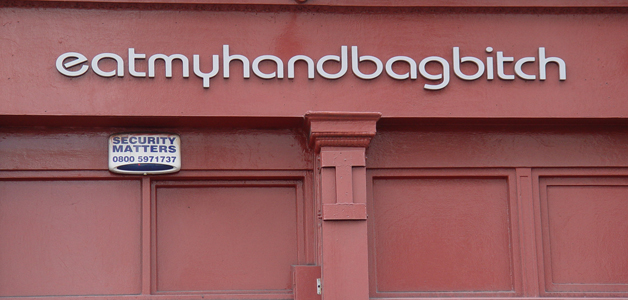 eatmyhandbagbitch
SECURITY
MATTERS
0800 5971737